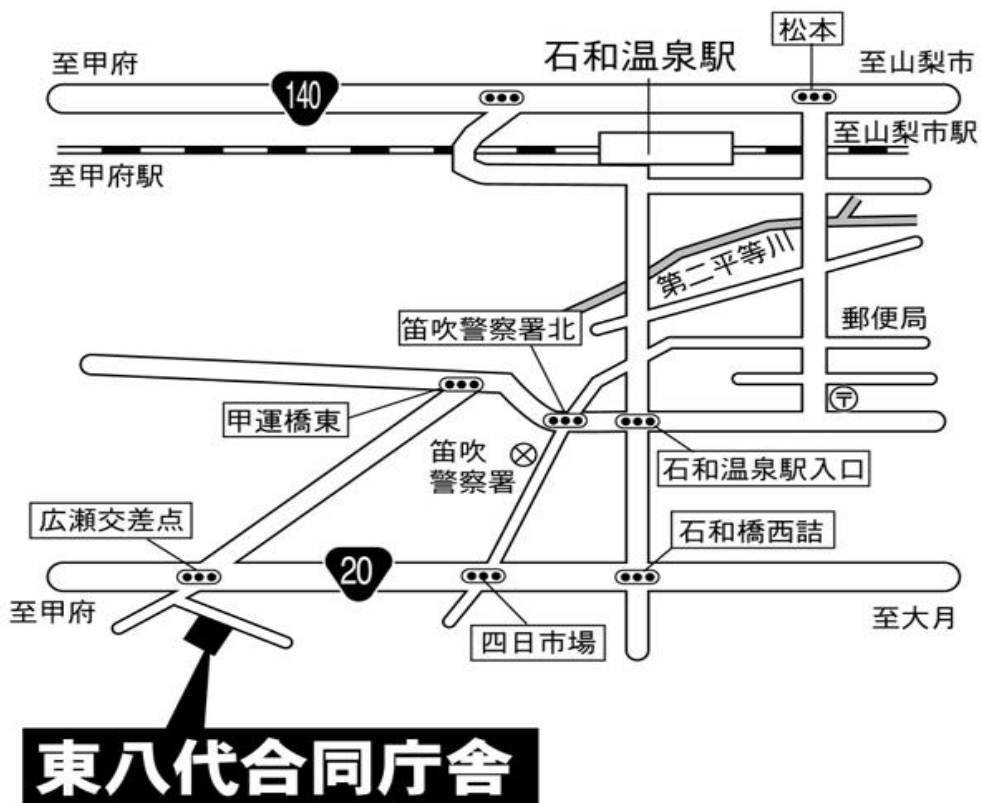 松本
石和温泉駅
至甲府
至山梨市
140
至山梨市駅
至甲府駅
第二平等川
笛吹警察署北
郵便局
〒
甲運橋東
笛吹
警察署
石和温泉駅入口
広瀬交差点
石和橋西詰
20
至甲府
至大月
四日市場
東八代合同庁舎